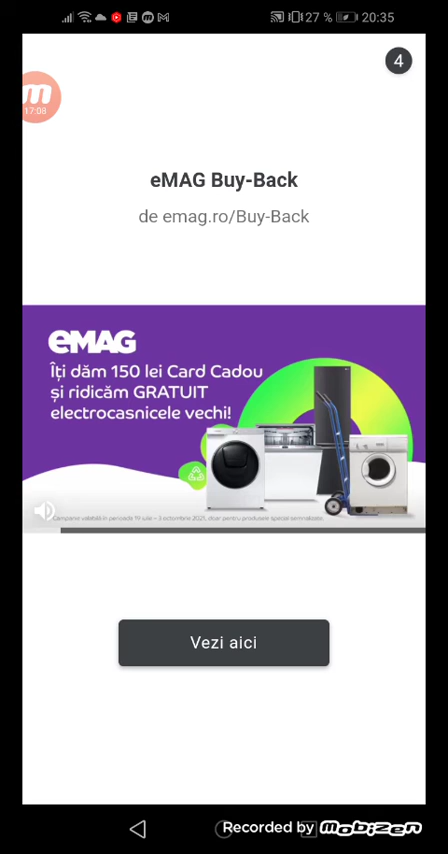 27 % 20:35
4
17:08
eMAG Buy-Back
de emag.ro/Buy-Back
eMAG
Îți dăm 150 lei Card Cadou
și ridicăm GRATUIT
electrocasnicele vechi!
Vezi aici
Recorded by mobizen